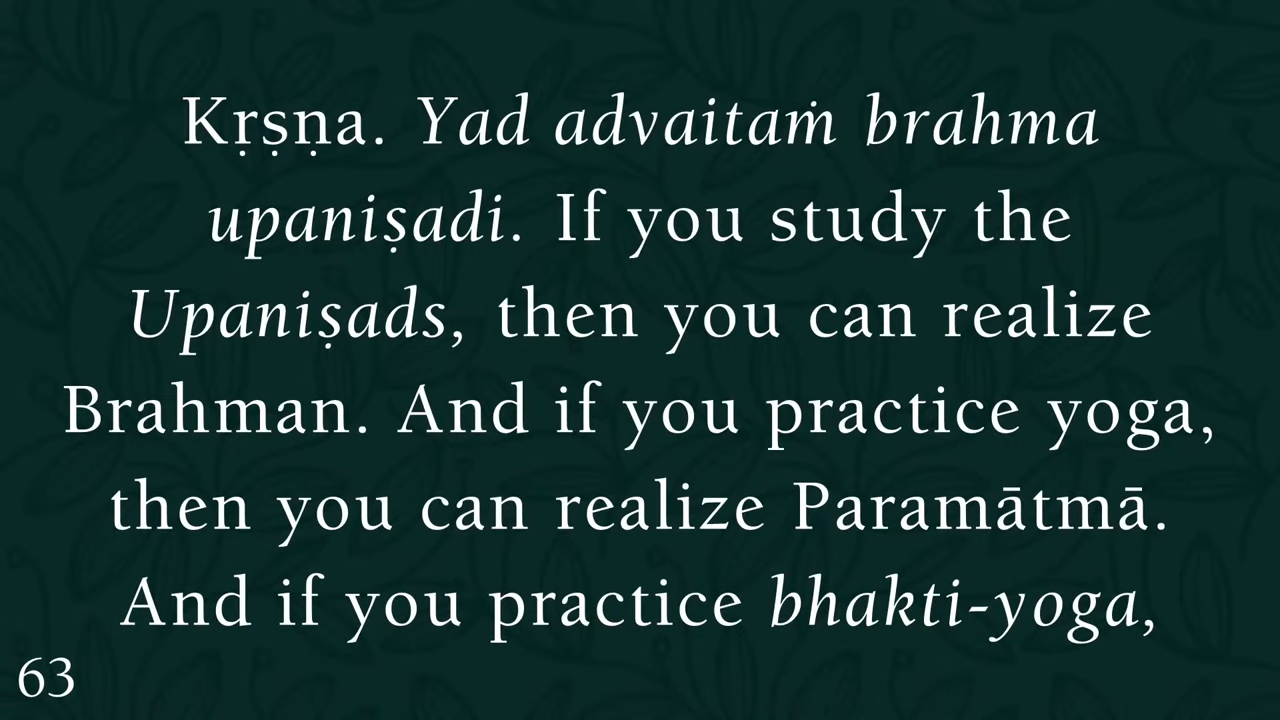 Kṛṣṇa. Yad advaitaṁ brahma
upaniṣadi. If you study the
Upaniṣads, then you can realize
Brahman. And if you practice yoga,
then you can realize Paramātmā.
And if you practice bhakti-yoga,
63